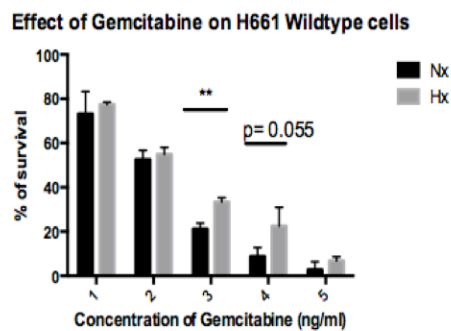 Effect of Gemcitabine on H661 Wildtype cells
% of survival
100
80
60
40
20
0
**
p= 0.055
Nx
Hx
1 2 3 4 5
Concentration of Gemcitabine (ng/ml)